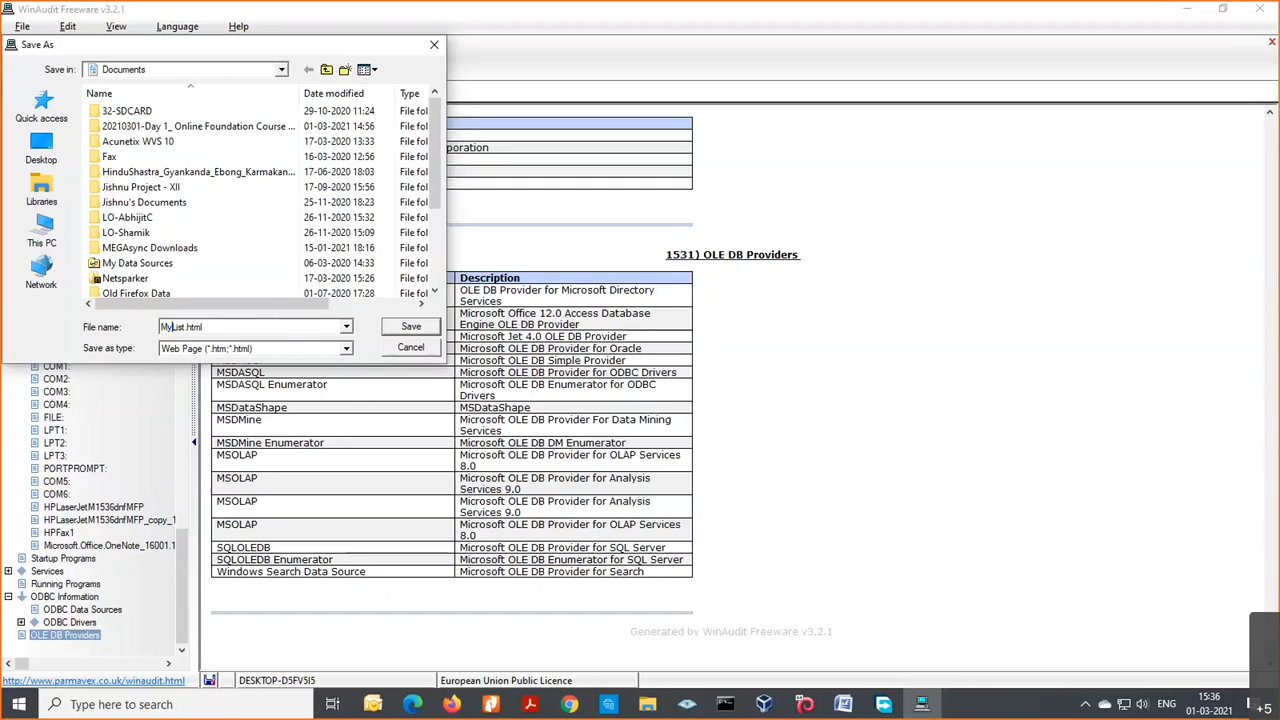 WinAudit Freeware v3.2.1
File Edit View Language Help
Save As
Save in: Documents
Name Date modified Type
32-SDCARD 29-10-2020 11:24 File fol
20210301-Day 1_ Online Foundation Course ... 01-03-2021 14:56 File fol
Acunetix WVS 10 17-03-2020 13:33 File fol
Fax 16-03-2020 12:56 File fol
HinduShastra_Gyankanda_Ebong_Karmakan... 17-06-2020 18:03 File fol
Jishnu Project - XII 17-09-2020 15:56 File fol
Jishnu's Documents 25-11-2020 18:23 File fol
LO-AbhijitC 26-11-2020 15:32 File fol
LO-Shamik 26-11-2020 15:09 File fol
MEGAsync Downloads 15-01-2021 18:16 File fol
My Data Sources 06-03-2020 14:33 File fol
Netsparker 17-03-2020 15:26 File fol
Old Firefox Data 01-07-2020 17:28 File fol
Quick access
Desktop
Libraries
This PC
Network
File name: MyList.html Save
Save as type: Web Page (*.htm;*.html) Cancel
poration
1531) OLE DB Providers
Description
OLE DB Provider for Microsoft Directory
Services
Microsoft Office 12.0 Access Database
Engine OLE DB Provider
Microsoft Jet 4.0 OLE DB Provider
Microsoft OLE DB Provider for Oracle
Microsoft OLE DB Simple Provider
MSDASQL Microsoft OLE DB Provider for ODBC Drivers
MSDASQL Enumerator Microsoft OLE DB Enumerator for ODBC
Drivers
MSDataShape MSDataShape
MSDMine Microsoft OLE DB Provider For Data Mining
Services
MSDMine Enumerator Microsoft OLE DB DM Enumerator
MSOLAP Microsoft OLE DB Provider for OLAP Services
8.0
MSOLAP Microsoft OLE DB Provider for Analysis
Services 9.0
MSOLAP Microsoft OLE DB Provider for Analysis
Services 9.0
MSOLAP Microsoft OLE DB Provider for OLAP Services
8.0
SQLOLEDB Microsoft OLE DB Provider for SQL Server
SQLOLEDB Enumerator Microsoft OLE DB Enumerator for SQL Server
Windows Search Data Source Microsoft OLE DB Provider for Search
Generated by WinAudit Freeware v3.2.1
COM1:
COM2:
COM3:
COM4:
FILE:
LPT1:
LPT2:
LPT3:
PORTPROMPT:
COM5:
COM6:
HPLaserJetM1536dnfMFP
HPLaserJetM1536dnfMFP_copy_1
HPFax1
Microsoft.Office.OneNote_16001.1
Startup Programs
Services
Running Programs
ODBC Information
ODBC Data Sources
ODBC Drivers
OLE DB Providers
http://www.parmavex.co.uk/winaudit.html DESKTOP-D5FV5I5 European Union Public Licence
Type here to search
ENG
15:36
01-03-2021
+5